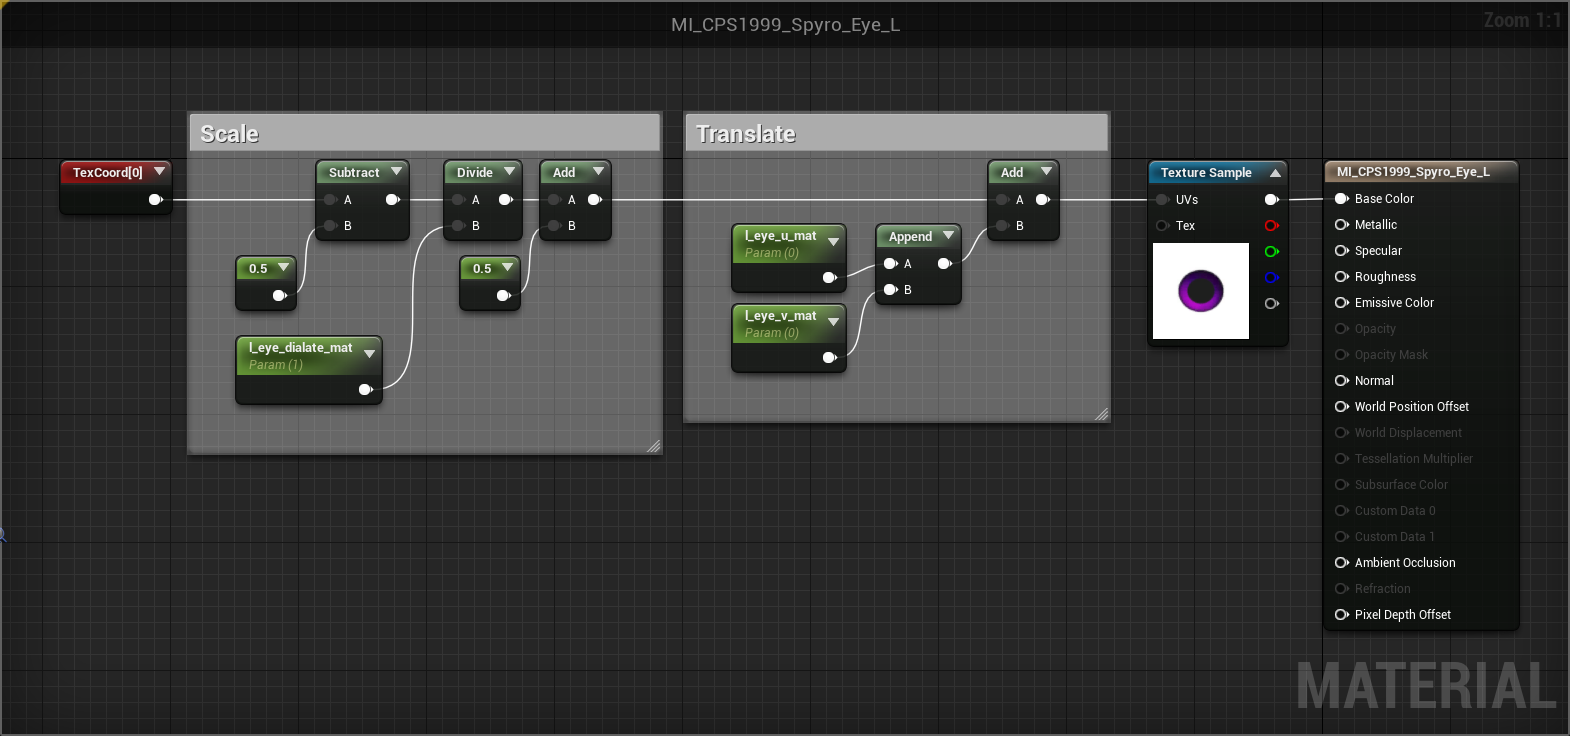 MI_CPS1999_Spyro_Eye_L
Zoom 1:1
Scale
Translate
TexCoord[0]
Subtract
A
B
Divide
A
B
Add
A
B
0.5
0.5
l_eye_dialate_mat
Param (1)
l_eye_u_mat
Param (0)
l_eye_v_mat
Param (0)
Append
A
B
Add
A
B
Texture Sample
UVs
Tex
MI_CPS1999_Spyro_Eye_L
Base Color
Metallic
Specular
Roughness
Emissive Color
Opacity
Opacity Mask
Normal
World Position Offset
World Displacement
Tessellation Multiplier
Subsurface Color
Custom Data 0
Custom Data 1
Ambient Occlusion
Refraction
Pixel Depth Offset
MATERIAL